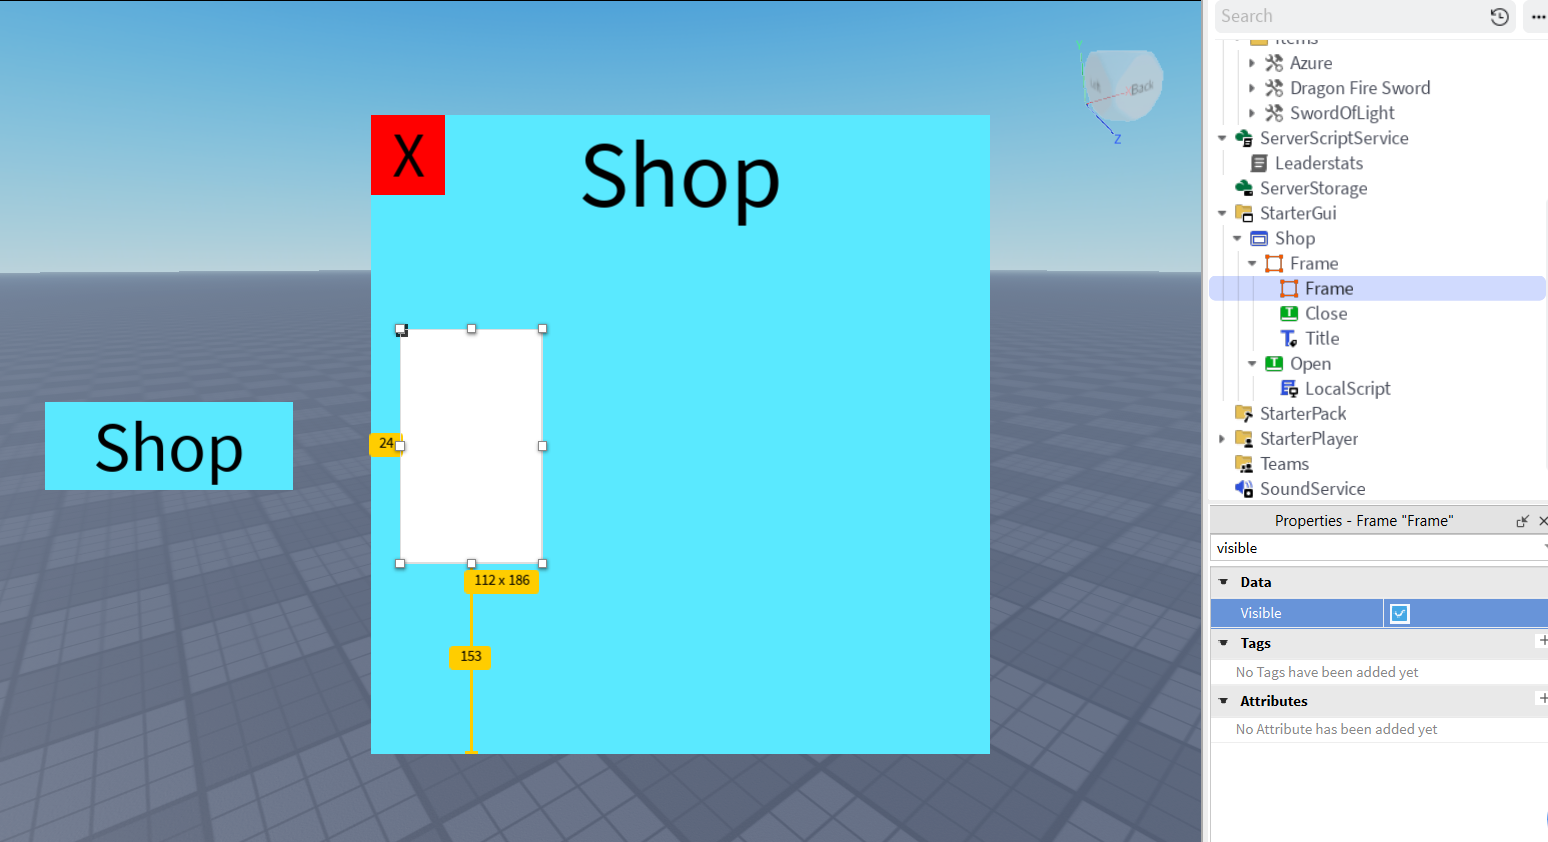 Search
Items
Azure
Dragon Fire Sword
SwordOfLight
ServerScriptService
Leaderstats
ServerStorage
StarterGui
Shop
Frame
Frame
Close
Title
Open
LocalScript
StarterPack
StarterPlayer
Teams
SoundService
Properties - Frame "Frame"
visible
Data
Visible
Tags
No Tags have been added yet
Attributes
No Attribute has been added yet
Y
Back
Z
X
Shop
24
112 x 186
153
Shop